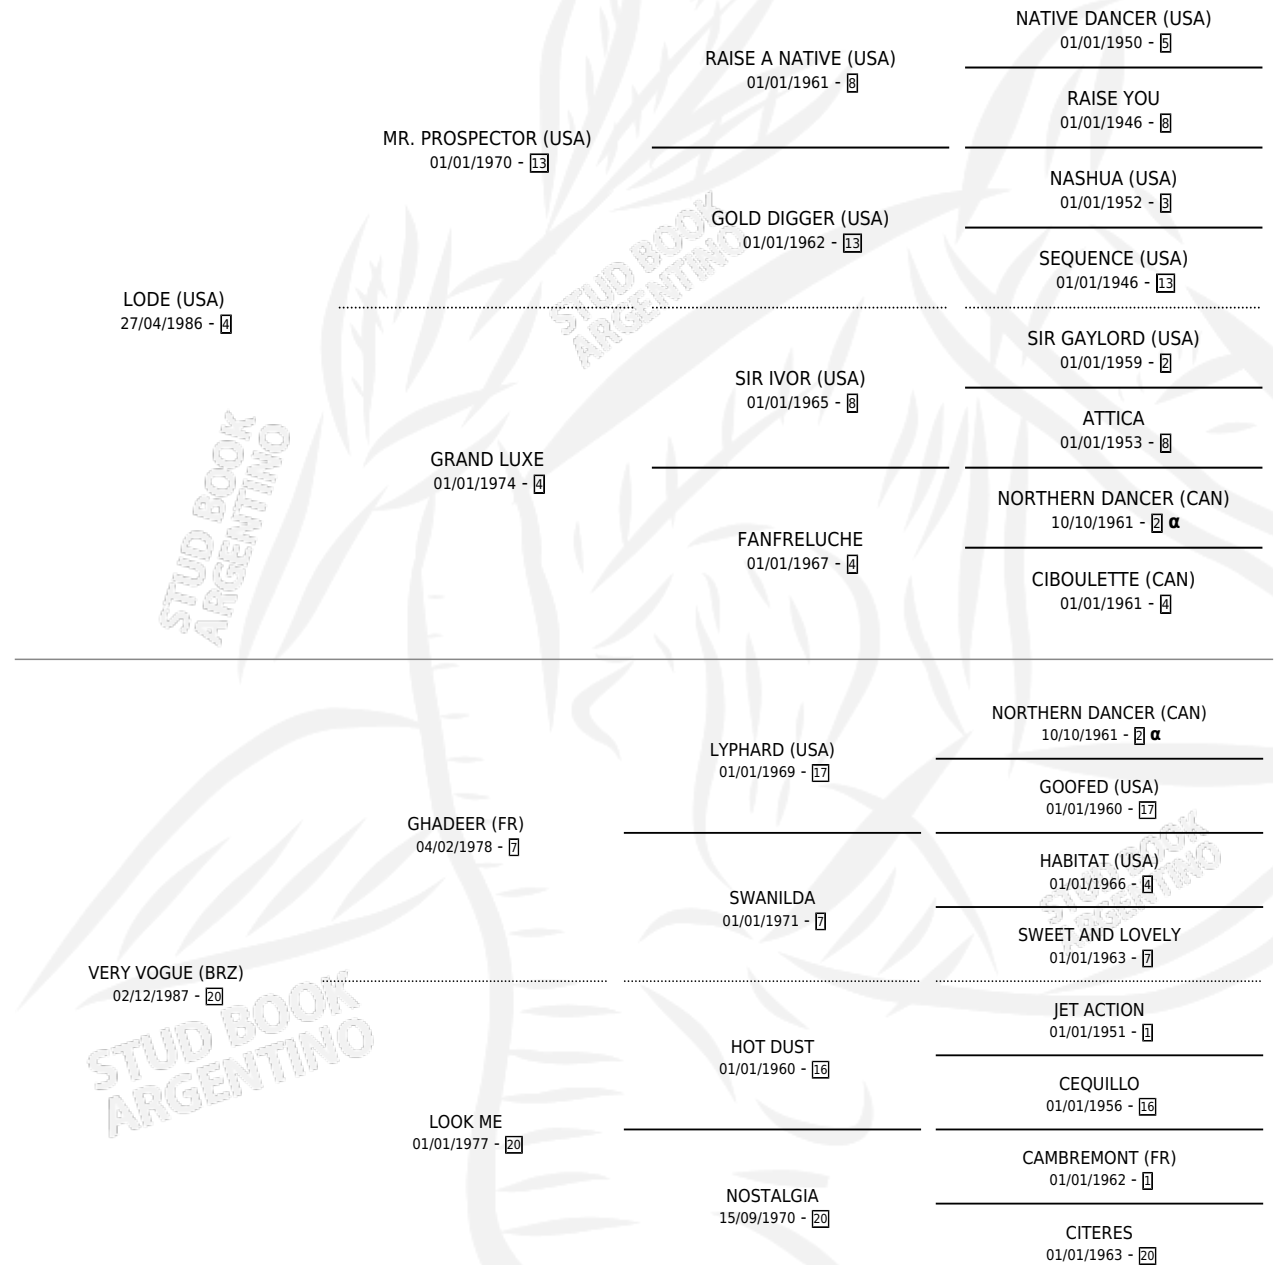 NATIVE DANCER (USA)
01/01/1950 - 5
RAISE A NATIVE (USA)
01/01/1961 - 8
RAISE YOU
01/01/1946 - 8
MR. PROSPECTOR (USA)
01/01/1970 - 13
NASHUA (USA)
01/01/1952 - 3
GOLD DIGGER (USA)
01/01/1962 - 13
SEQUENCE (USA)
01/01/1946 - 13
STUD BOOK
ARGENTINO
LODE (USA)
27/04/1986 - 4
SIR GAYLORD (USA)
01/01/1959 - 2
SIR IVOR (USA)
01/01/1965 - 8
ATTICA
01/01/1953 - 8
GRAND LUXE
01/01/1974 - 4
NORTHERN DANCER (CAN)
10/10/1961 - 2 α
FANFRELUCHE
01/01/1967 - 4
CIBOULETTE (CAN)
01/01/1961 - 4
STUD BOOK
ARGENTINO
NORTHERN DANCER (CAN)
10/10/1961 - 2 α
LYPHARD (USA)
01/01/1969 - 17
GOOFED (USA)
01/01/1960 - 17
GHADEER (FR)
04/02/1978 - 7
HABITAT (USA)
01/01/1966 - 4
SWANILDA
01/01/1971 - 7
SWEET AND LOVELY
01/01/1963 - 7
STUD BOOK
ARGENTINO
VERY VOGUE (BRZ)
02/12/1987 - 20
JET ACTION
01/01/1951 - 1
HOT DUST
01/01/1960 - 16
CEQUILLO
01/01/1956 - 16
STUD BOOK
ARGENTINO
LOOK ME
01/01/1977 - 20
CAMBREMONT (FR)
01/01/1962 - 1
NOSTALGIA
15/09/1970 - 20
CITERES
01/01/1963 - 20